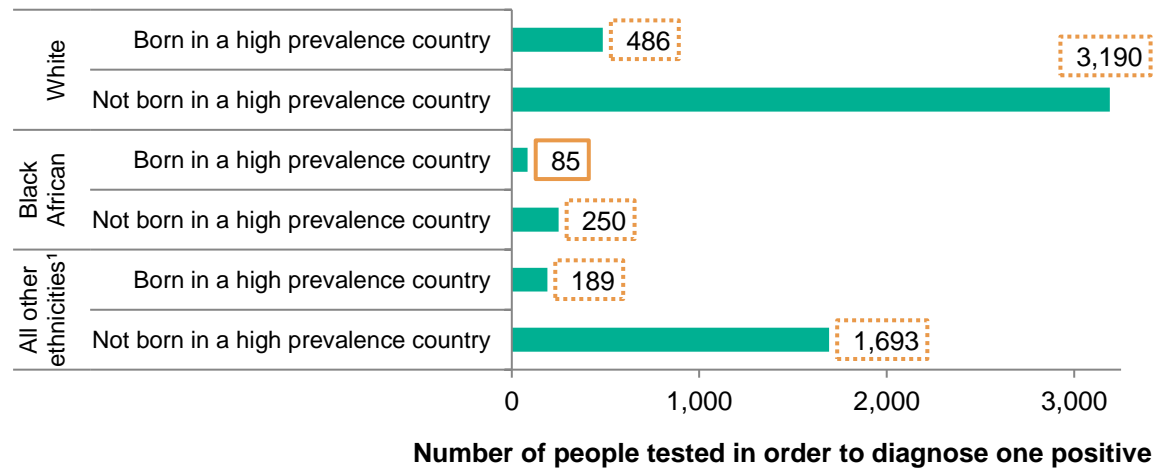 White
Born in a high prevalence country
486
Not born in a high prevalence country
3,190
Black
African
Born in a high prevalence country
85
Not born in a high prevalence country
250
All other
ethnicities¹
Born in a high prevalence country
189
Not born in a high prevalence country
1,693
0
1,000
2,000
3,000
Number of people tested in order to diagnose one positive